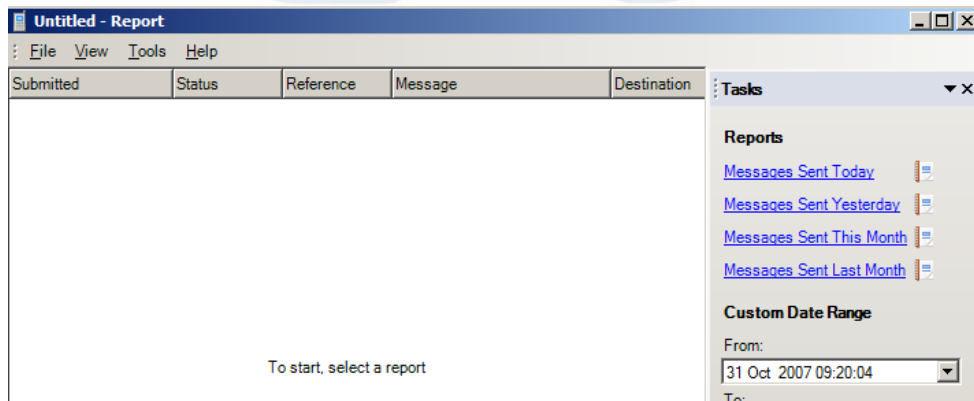 Untitled - Report
File View Tools Help
Submitted Status Reference Message Destination
To start, select a report
Tasks
Reports
Messages Sent Today
Messages Sent Yesterday
Messages Sent This Month
Messages Sent Last Month
Custom Date Range
From:
31 Oct 2007 09:20:04
To: